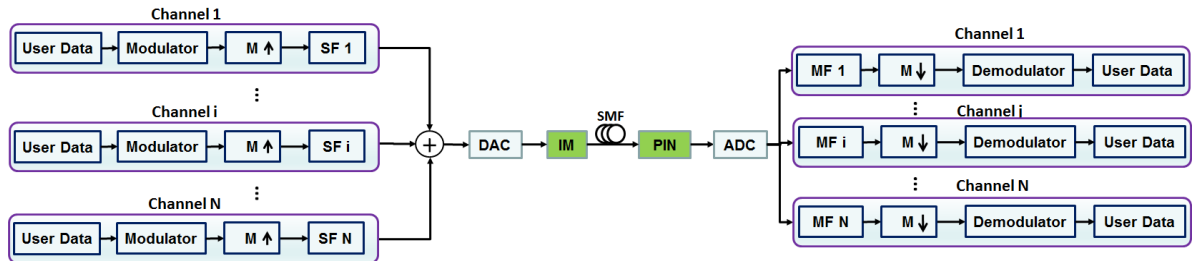 Channel 1
User Data Modulator M ↑ SF 1
⋮
Channel i
User Data Modulator M ↑ SF i
⋮
Channel N
User Data Modulator M ↑ SF N
+ DAC IM SMF PIN ADC
Channel 1
MF 1 M ↓ Demodulator User Data
⋮ ⋮
Channel j
MF i M ↓ Demodulator User Data
⋮ ⋮
Channel N
MF N M ↓ Demodulator User Data